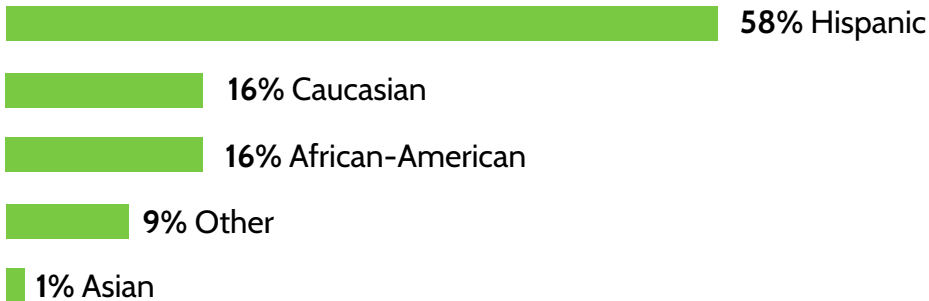 58% Hispanic
16% Caucasian
16% African-American
9% Other
1% Asian